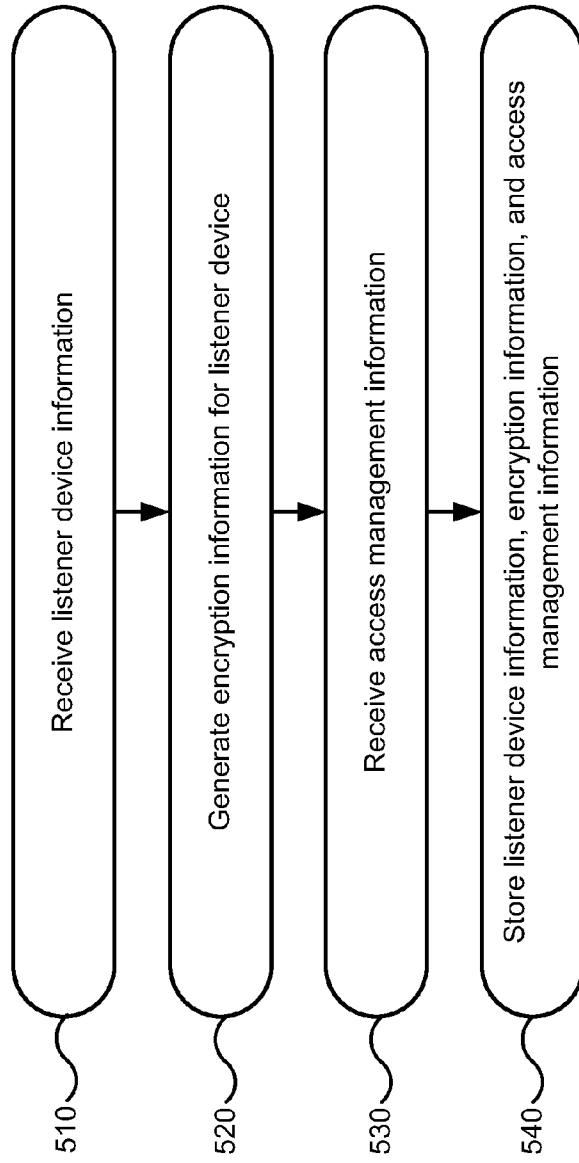 510
Receive listener device information
520
Generate encryption information for listener device
530
Receive access management information
540
Store listener device information, encryption information, and access
management information